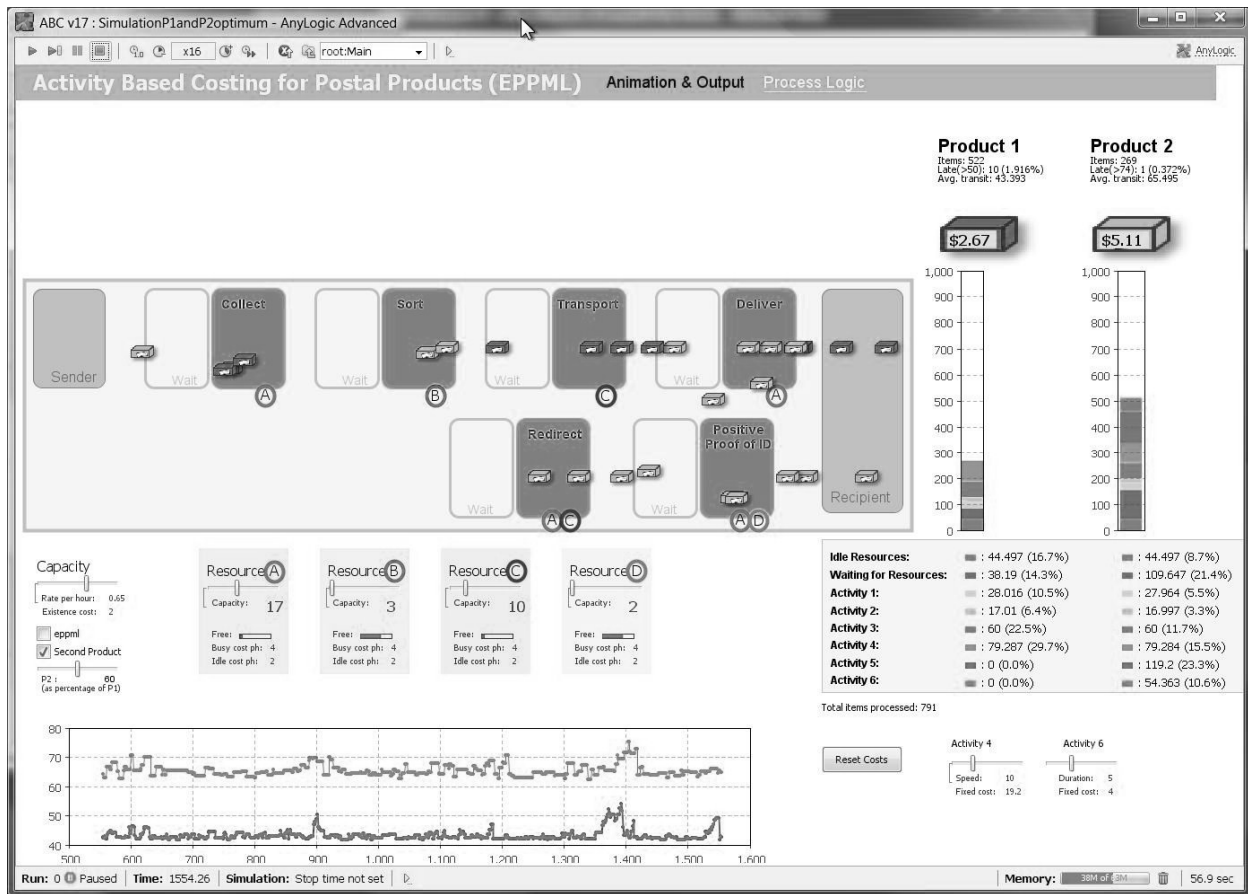 ABC v17 : SimulationP1andP2optimum - AnyLogic Advanced
x16 root:Main AnyLogic
Activity Based Costing for Postal Products (EPPML) Animation & Output Process Logic
Product 1 Product 2
Items: 522 Items: 269
Late(>50): 10 (1.916%) Late(>74): 1 (0.372%)
Avg. transit: 43.393 Avg. transit: 65.495
$2.67 $5.11
1,000 1,000
900 900
800 800
700 700
600 600
500 500
400 400
300 300
200 200
100 100
0 0
Collect Sort Transport Deliver
Sender Wait Wait Wait Wait
A B C A
Redirect Positive
Proof of ID
Wait Wait Recipient
A C A D
Capacity
Rate per hour: 0.65
Existence cost: 2
eppml
Second Product
P2 : 60
(as percentage of P1)
Resource A Resource B Resource C Resource D
Capacity: 17 Capacity: 3 Capacity: 10 Capacity: 2
Free: Free: Free: Free:
Busy cost ph: 4 Busy cost ph: 4 Busy cost ph: 4 Busy cost ph: 4
Idle cost ph: 2 Idle cost ph: 2 Idle cost ph: 2 Idle cost ph: 2
Idle Resources: : 44.497 (16.7%) : 44.497 (8.7%)
Waiting for Resources: : 38.19 (14.3%) : 109.647 (21.4%)
Activity 1: : 28.016 (10.5%) : 27.964 (5.5%)
Activity 2: : 17.01 (6.4%) : 16.997 (3.3%)
Activity 3: : 60 (22.5%) : 60 (11.7%)
Activity 4: : 79.287 (29.7%) : 79.284 (15.5%)
Activity 5: : 0 (0.0%) : 119.2 (23.3%)
Activity 6: : 0 (0.0%) : 54.363 (10.6%)
Total items processed: 791
Reset Costs
Activity 4 Activity 6
Speed: 10 Duration: 5
Fixed cost: 19.2 Fixed cost: 4
80
70
60
50
40
500 600 700 800 900 1.000 1.100 1.200 1.300 1.400 1.500 1.600
Run: 0 Paused Time: 1554.26 Simulation: Stop time not set Memory: 38M of 56.9 sec